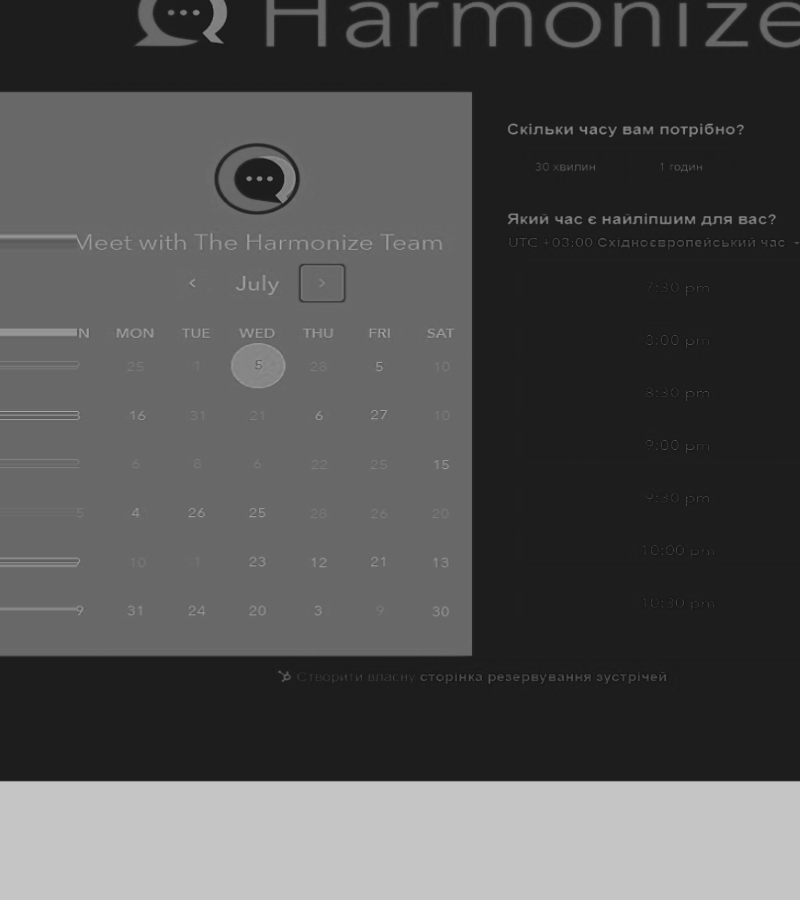 Harmonize
Meet with The Harmonize Team
July
N MON TUE WED THU FRI SAT
25 1 5 28 5 10
16 31 21 6 27 10
6 8 6 22 25 15
5 4 26 25 28 26 20
10 1 23 12 21 13
9 31 24 20 3 9 30
Скільки часу вам потрібно?
30 хвилин 1 годин
Який час є найліпшим для вас?
UTC +03:00 Східноєвропейський час
7:30 pm
8:00 pm
8:30 pm
9:00 pm
9:30 pm
10:00 pm
10:30 pm
Створити власну сторінка резервування зустрічей